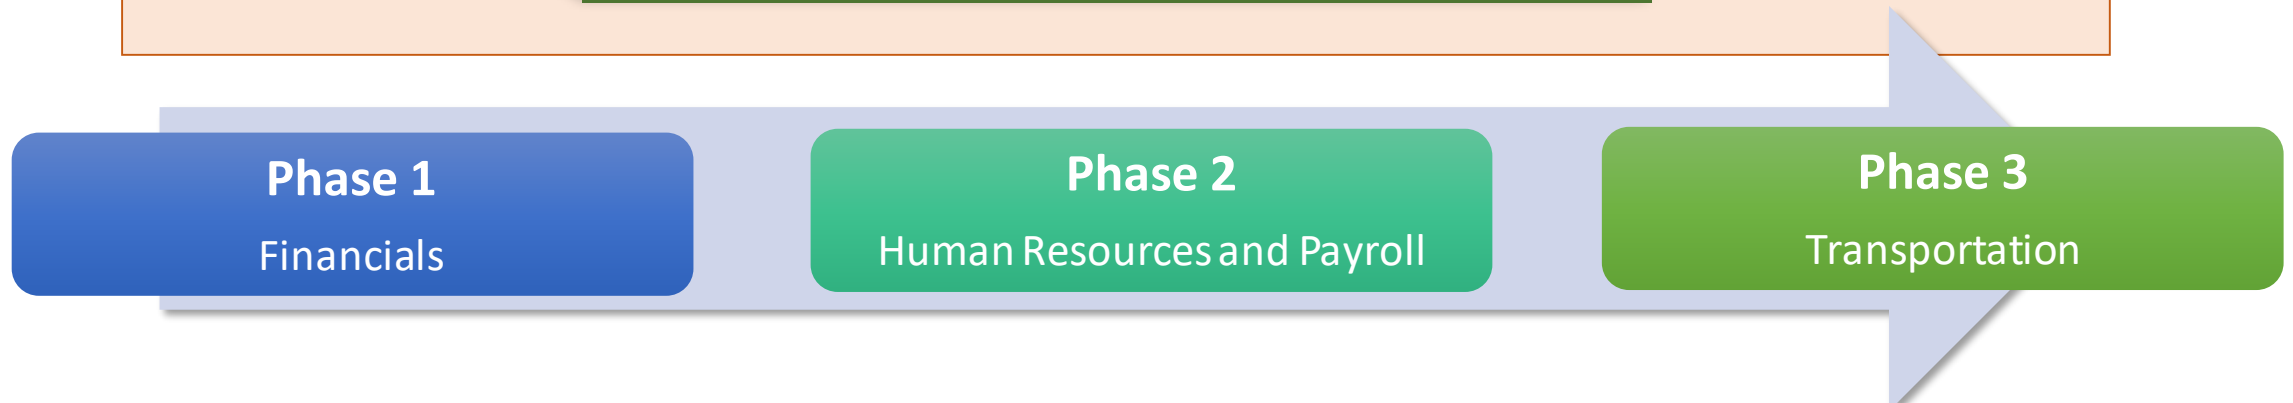 Phase 1
Financials
Phase 2
Human Resources and Payroll
Phase 3
Transportation